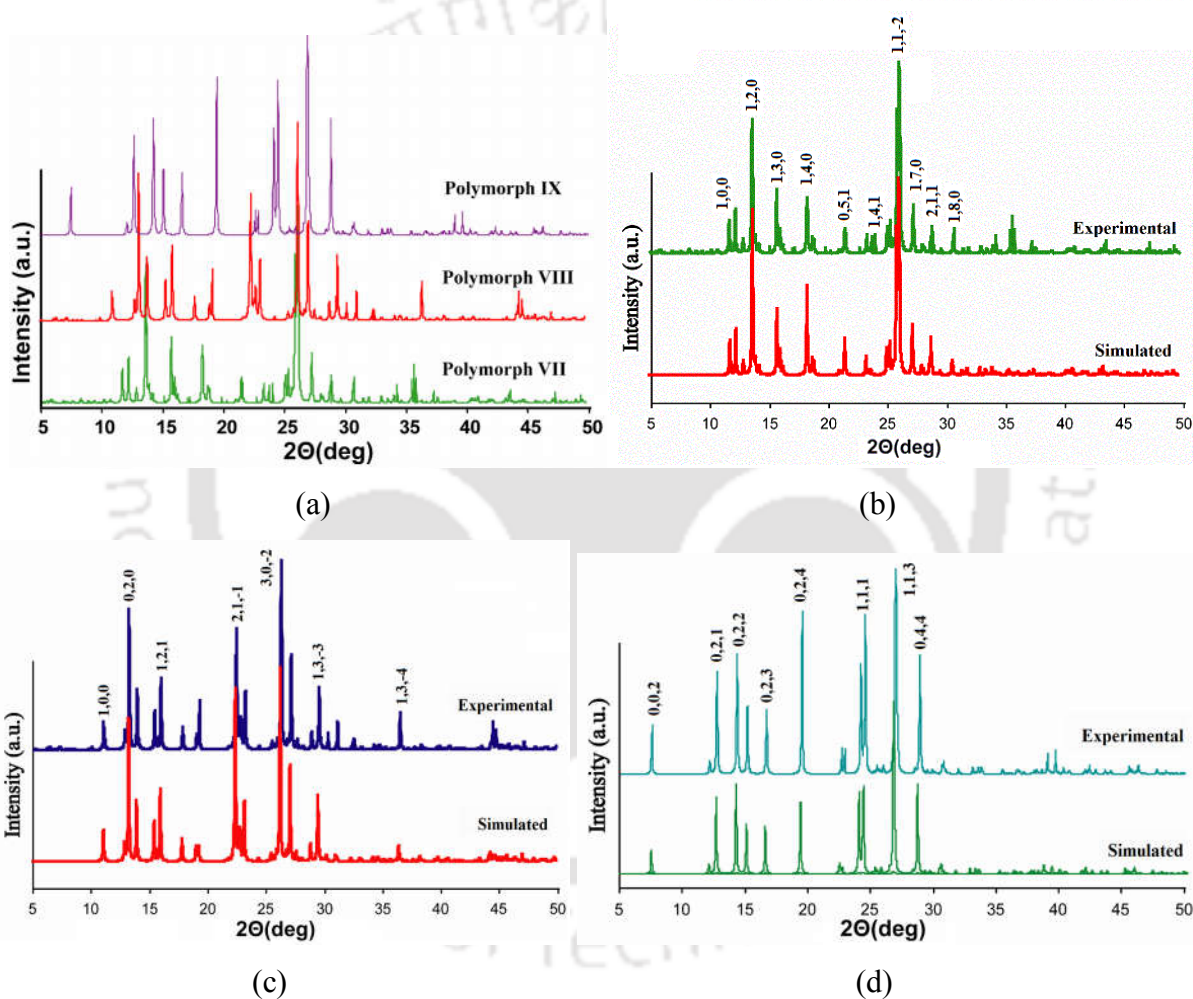 Intensity (a.u.)
Polymorph IX
Polymorph VIII
Polymorph VII
5 10 15 20 25 30 35 40 45 50
2Θ(deg)
(a)
Intensity (a.u.)
1,0,0
1,2,0
1,3,0
1,4,0
0,5,1
1,4,1
1,1,-2
1.7,0
2,1,1
1,8,0
Experimental
Simulated
5 10 15 20 25 30 35 40 45 50
2Θ(deg)
(b)
Intensity (a.u.)
1,0,0
0,2,0
1,2,1
2,1,-1
3,0,-2
1,3,-3
1,3,-4
Experimental
Simulated
5 10 15 20 25 30 35 40 45 50
2Θ(deg)
(c)
Intensity (a.u.)
0,0,2
0,2,1
0,2,2
0,2,3
0,2,4
1,1,1
1,1,3
0,4,4
Experimental
Simulated
5 10 15 20 25 30 35 40 45 50
2Θ(deg)
(d)